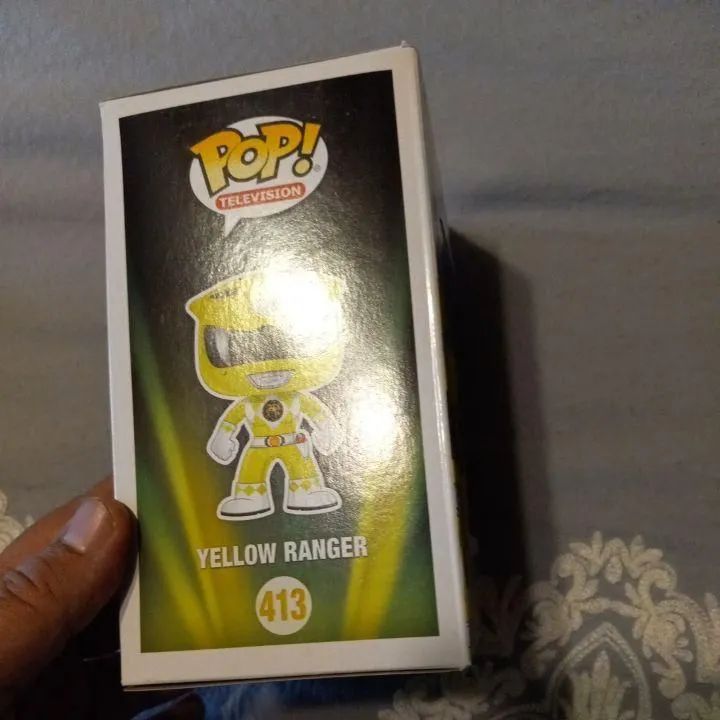 POP!
TELEVISION
YELLOW RANGER
413